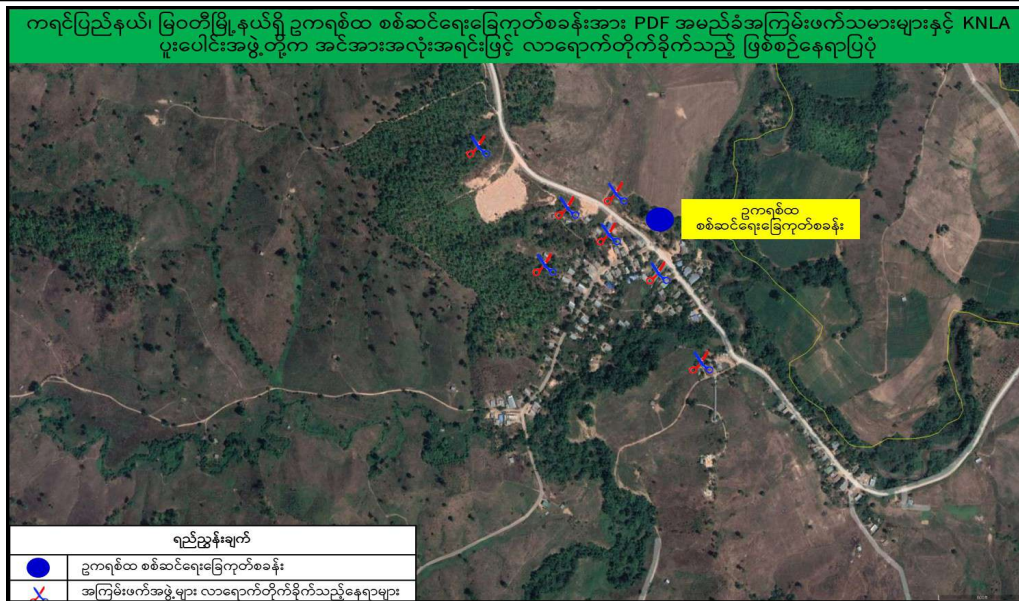 ကရင်ပြည်နယ်၊ မြဝတီမြို့နယ်ရှိ ဥကရစ်ထ စစ်ဆင်ရေးခြေကုတ်စခန်းအား PDF အမည်ခံအကြမ်းဖက်သမားများနှင့် KNLA
ပူးပေါင်းအဖွဲ့တို့က အင်အားအလုံးအရင်းဖြင့် လာရောက်တိုက်ခိုက်သည့် ဖြစ်စဉ်နေရာပြပုံ
ဥကရစ်ထ
စစ်ဆင်ရေးခြေကုတ်စခန်း
ရည်ညွှန်းချက်
ဥကရစ်ထ စစ်ဆင်ရေးခြေကုတ်စခန်း
အကြမ်းဖက်အဖွဲ့များ လာရောက်တိုက်ခိုက်သည့်နေရာများ